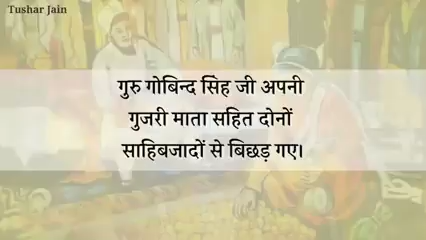 Tushar Jain
गुरु गोबिन्द सिंह जी अपनी
गुजरी माता सहित दोनों
साहिबजादों से बिछड़ गए।